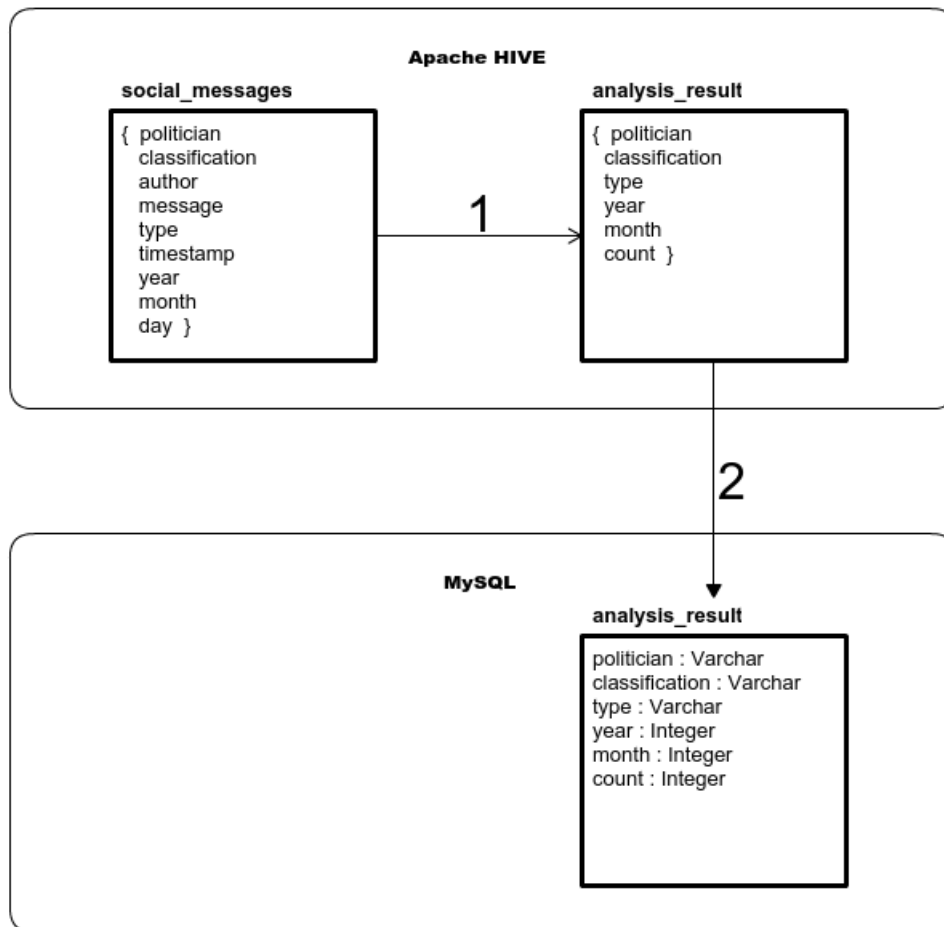 Apache HIVE
social_messages
{ politician
classification
author
message
type
timestamp
year
month
day }
1
analysis_result
{ politician
classification
type
year
month
count }
2
MySQL
analysis_result
politician : Varchar
classification : Varchar
type : Varchar
year : Integer
month : Integer
count : Integer